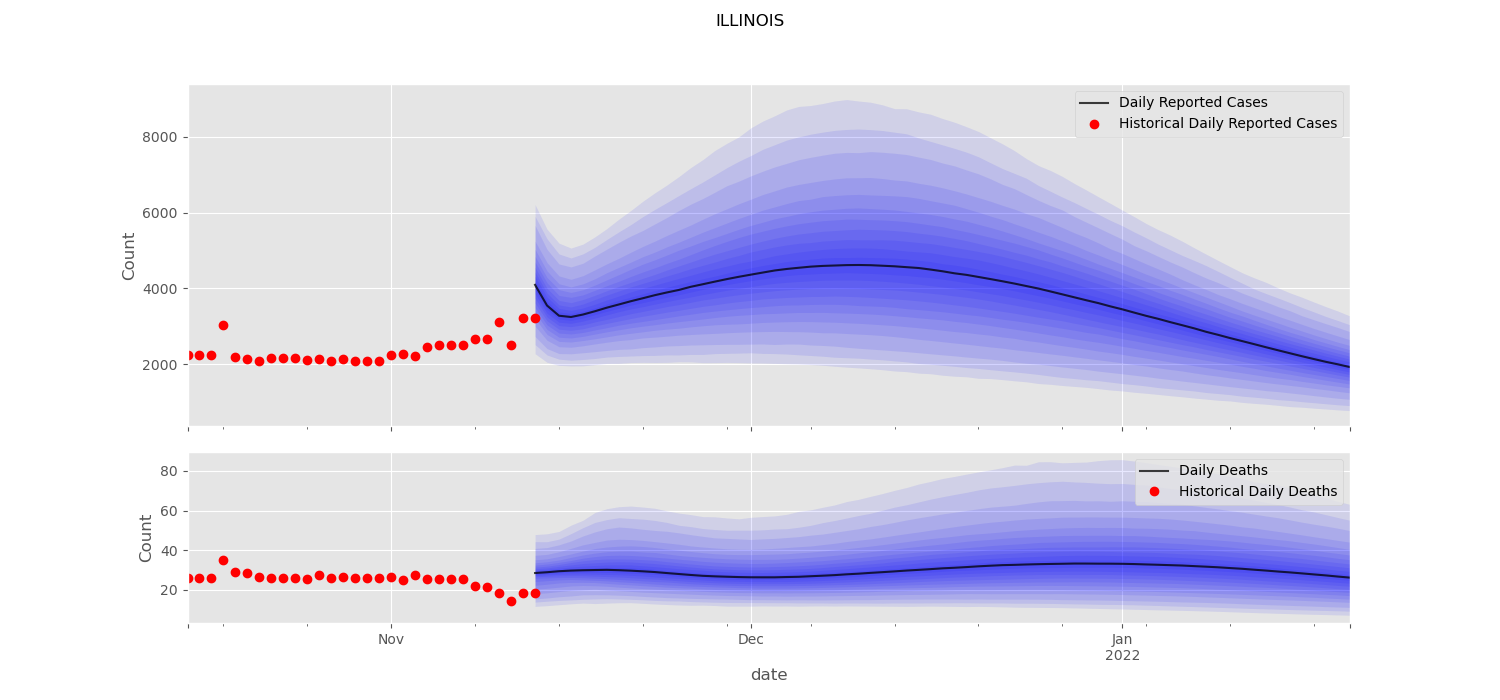 ILLINOIS
Daily Reported Cases
Historical Daily Reported Cases
8000
6000
4000
2000
Count
Daily Deaths
Historical Daily Deaths
80
60
40
20
Count
Nov
Dec
Jan
2022
date